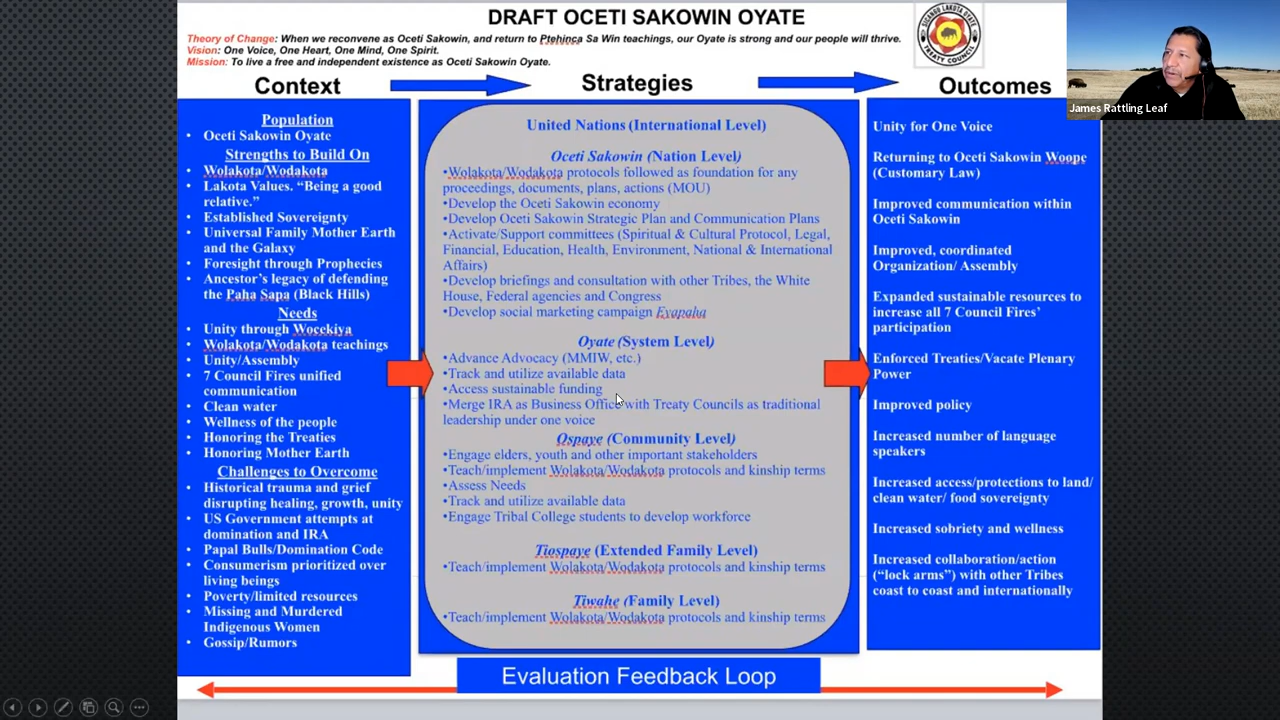 DRAFT OCETI SAKOWIN OYATE
Theory of Change: When we reconvene as Oceti Sakowin, and return to Ptehinca Sa Win teachings, our Oyate is strong and our people will thrive.
Vision: One Voice, One Heart, One Mind, One Spirit.
Mission: To live a free and independent existence as Oceti Sakowin Oyate.
SICANGU LAKOTA OYATE
TREATY COUNCIL
James Rattling Leaf
Context
Strategies
Outcomes
Population
• Oceti Sakowin Oyate
Strengths to Build On
• Wolakota/Wodakota
• Lakota Values. “Being a good
relative.”
• Established Sovereignty
• Universal Family Mother Earth
and the Galaxy
• Foresight through Prophecies
• Ancestor’s legacy of defending
the Paha Sapa (Black Hills)
Needs
• Unity through Wocekiya
• Wolakota/Wodakota teachings
• Unity/Assembly
• 7 Council Fires unified
communication
• Clean water
• Wellness of the people
• Honoring the Treaties
• Honoring Mother Earth
Challenges to Overcome
• Historical trauma and grief
disrupting healing, growth, unity
• US Government attempts at
domination and IRA
• Papal Bulls/Domination Code
• Consumerism prioritized over
living beings
• Poverty/limited resources
• Missing and Murdered
Indigenous Women
• Gossip/Rumors
United Nations (International Level)
Oceti Sakowin (Nation Level)
•Wolakota/Wodakota protocols followed as foundation for any
proceedings, documents, plans, actions (MOU)
•Develop the Oceti Sakowin economy
•Develop Oceti Sakowin Strategic Plan and Communication Plans
•Activate/Support committees (Spiritual & Cultural Protocol, Legal,
Financial, Education, Health, Environment, National & International
Affairs)
•Develop briefings and consultation with other Tribes, the White
House, Federal agencies and Congress
•Develop social marketing campaign Eyapaha
Oyate (System Level)
•Advance Advocacy (MMIW, etc.)
•Track and utilize available data
•Access sustainable funding
•Merge IRA as Business Office with Treaty Councils as traditional
leadership under one voice
Ospaye (Community Level)
•Engage elders, youth and other important stakeholders
•Teach/implement Wolakota/Wodakota protocols and kinship terms
•Assess Needs
•Track and utilize available data
•Engage Tribal College students to develop workforce
Tiospaye (Extended Family Level)
•Teach/implement Wolakota/Wodakota protocols and kinship terms
Tiwahe (Family Level)
•Teach/implement Wolakota/Wodakota protocols and kinship terms
Unity for One Voice
Returning to Oceti Sakowin Woope
(Customary Law)
Improved communication within
Oceti Sakowin
Improved, coordinated
Organization/ Assembly
Expanded sustainable resources to
increase all 7 Council Fires’
participation
Enforced Treaties/Vacate Plenary
Power
Improved policy
Increased number of language
speakers
Increased access/protections to land/
clean water/ food sovereignty
Increased sobriety and wellness
Increased collaboration/action
(“lock arms”) with other Tribes
coast to coast and internationally
Evaluation Feedback Loop